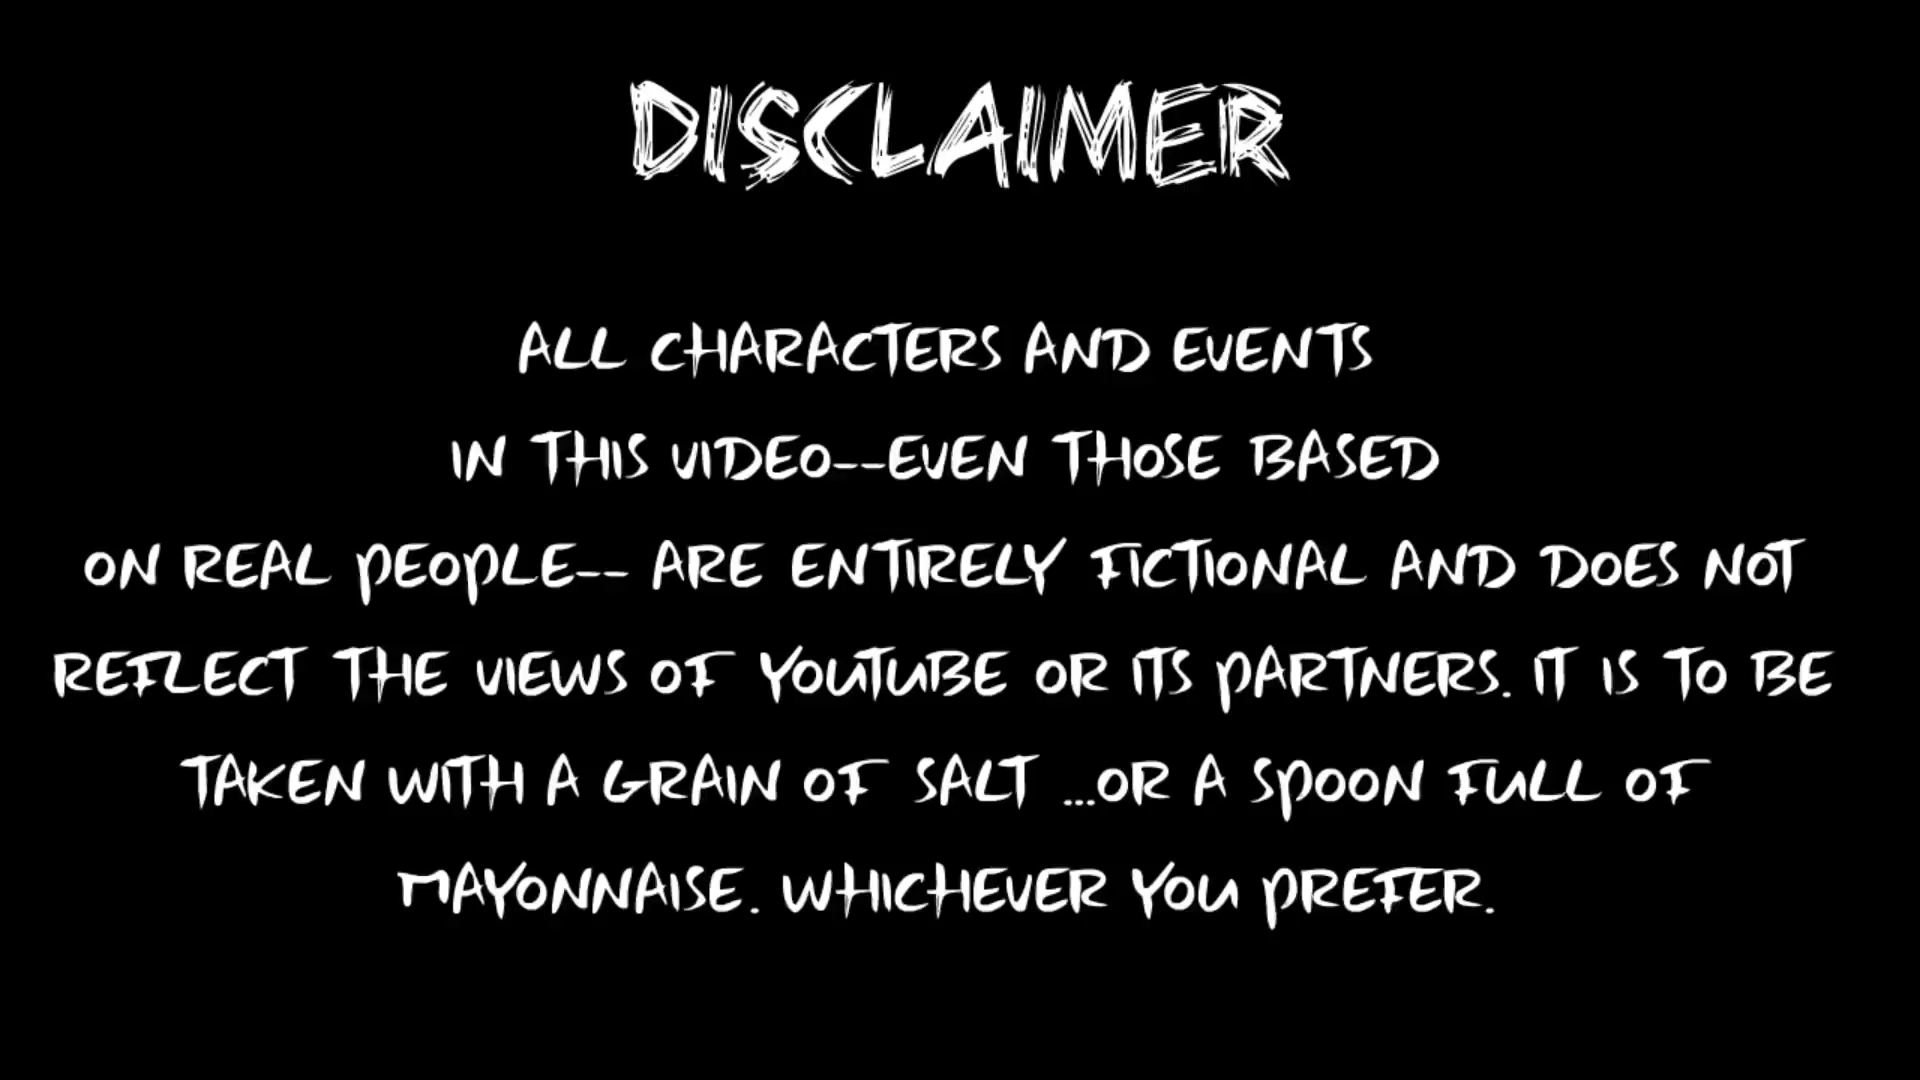 DISCLAIMER
ALL CHARACTERS AND EVENTS
IN THIS VIDEO--EVEN THOSE BASED
ON REAL PEOPLE-- ARE ENTIRELY FICTIONAL AND DOES NOT
REFLECT THE VIEWS OF YOUTUBE OR ITS PARTNERS. IT IS TO BE
TAKEN WITH A GRAIN OF SALT ...OR A SPOON FULL OF
MAYONNAISE. WHICHEVER YOU PREFER.